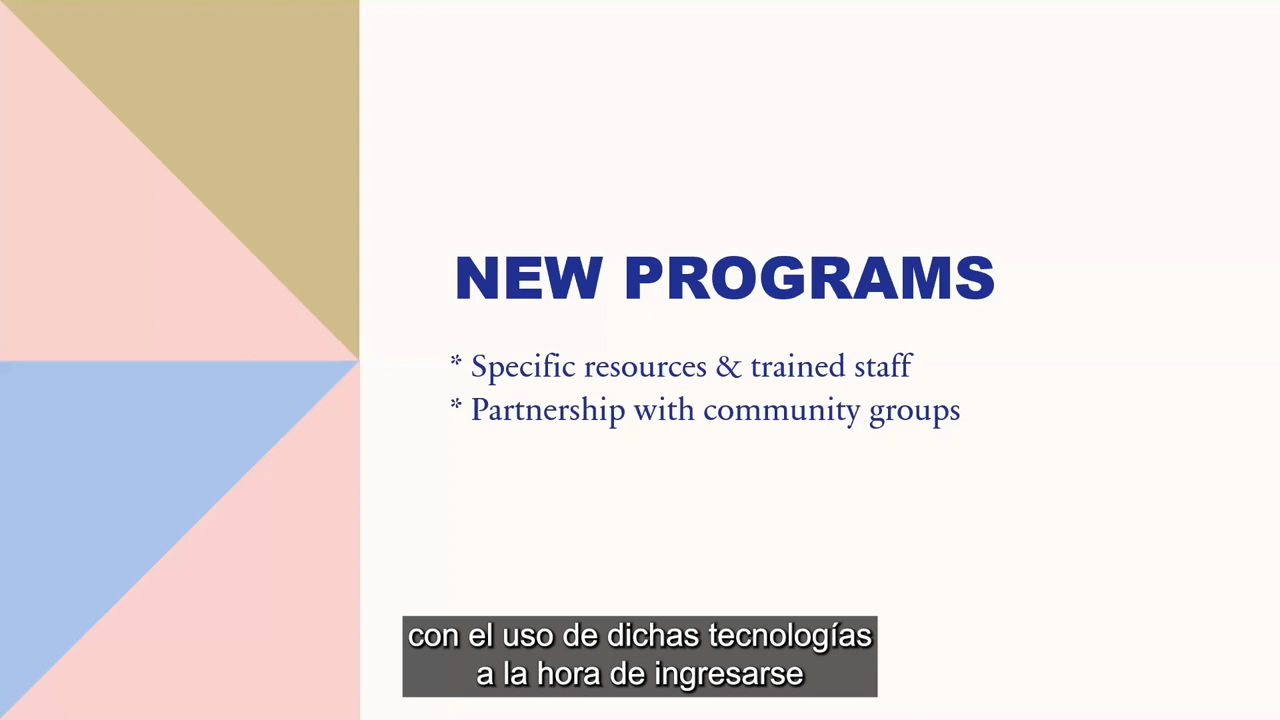 NEW PROGRAMS
* Specific resources & trained staff
* Partnership with community groups
con el uso de dichas tecnologías
a la hora de ingresarse